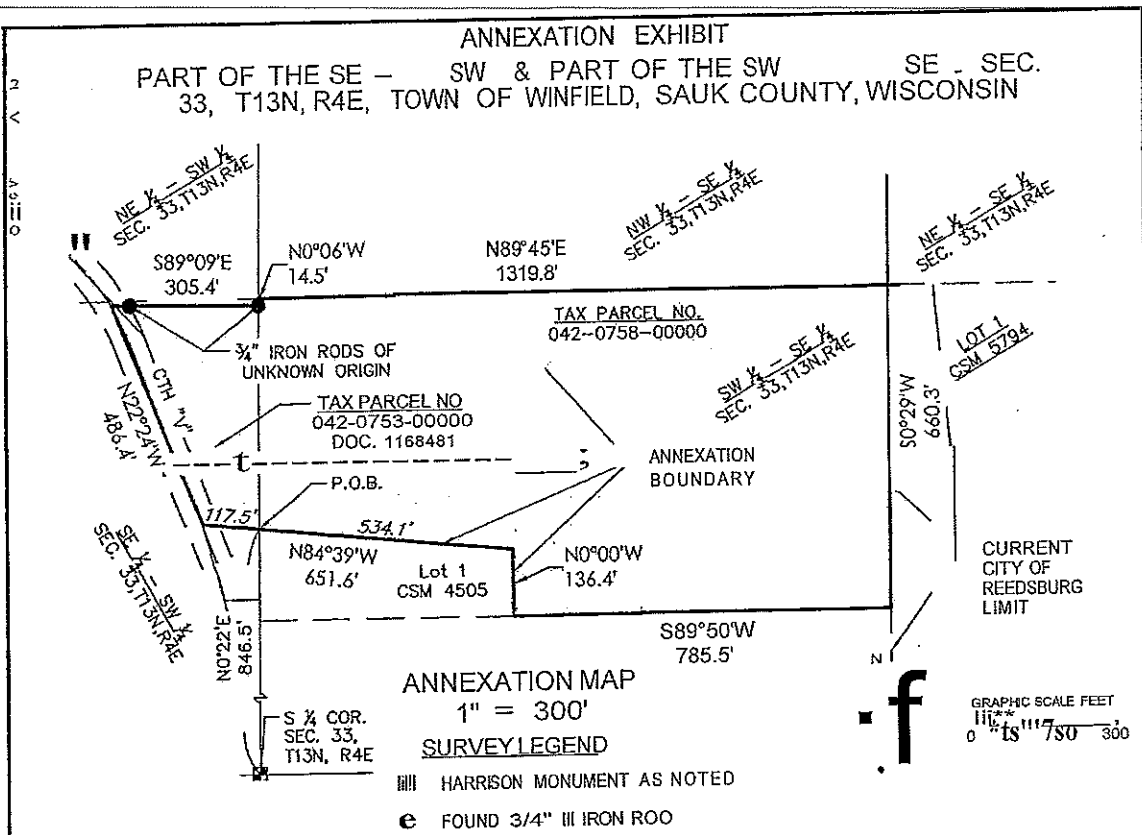 ANNEXATION EXHIBIT
PART OF THE SE – SW & PART OF THE SW SE - SEC.
33, T13N, R4E, TOWN OF WINFIELD, SAUK COUNTY, WISCONSIN
NE ¼ – SW ¼
SEC. 33,T13N,R4E
NW ¼ – SE ¼
SEC. 33,T13N,R4E
NE ¼ – SE ¼
SEC. 33,T13N,R4E
S89°09'E
305.4'
N0°06'W
14.5'
N89°45'E
1319.8'
TAX PARCEL NO.
042-0758-00000
LOT 1
CSM 5794
¾" IRON RODS OF
UNKNOWN ORIGIN
SW ¼ – SE ¼
SEC. 33,T13N,R4E
CTH "V"
N22°24'W
486.4'
TAX PARCEL NO
042-0753-00000
DOC. 1168481
S0°29'W
660.3'
t
ANNEXATION
BOUNDARY
P.O.B.
117.5'
534.1'
N84°39'W
651.6'
Lot 1
CSM 4505
N0°00'W
136.4'
SE ¼ – SW ¼
SEC. 33,T13N,R4E
CURRENT
CITY OF
REEDSBURG
LIMIT
N0°22'E
846.5'
S89°50'W
785.5'
N
ANNEXATION MAP
1" = 300'
S ¼ COR.
SEC. 33,
T13N, R4E
SURVEY LEGEND
HARRISON MONUMENT AS NOTED
e FOUND 3/4" III IRON ROO
f
GRAPHIC SCALE FEET
0 "ts"'7so 300